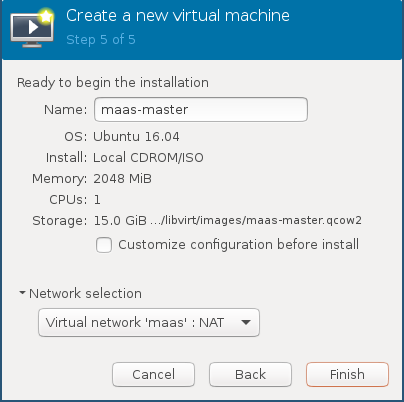 Create a new virtual machine
Step 5 of 5
Ready to begin the installation
Name: maas-master
OS: Ubuntu 16.04
Install: Local CDROM/ISO
Memory: 2048 MiB
CPUs: 1
Storage: 15.0 GiB .../libvirt/images/maas-master.qcow2
Customize configuration before install
Network selection
Virtual network 'maas' : NAT
Cancel Back Finish